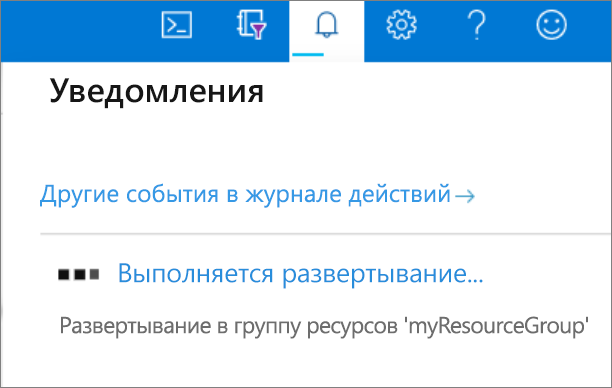 Уведомления
Другие события в журнале действий→
Выполняется развертывание...
Развертывание в группу ресурсов 'myResourceGroup'